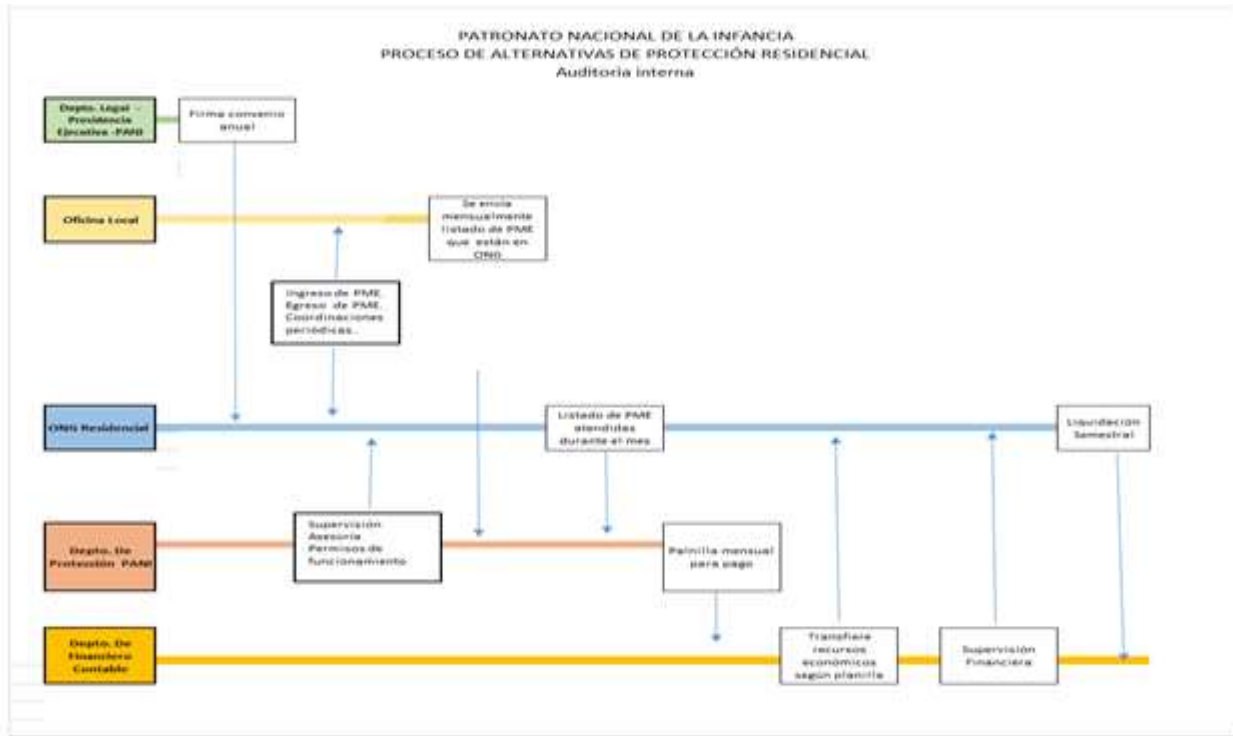 PATRONATO NACIONAL DE LA INFANCIA
PROCESO DE ALTERNATIVAS DE PROTECCIÓN RESIDENCIAL
Auditoria interna
Depto. Legal -
Presidencia
Ejecutiva -PANI
Firma convenio
anual
Oficina Local
Se envía
mensualmente
listado de PME
que están en
ONG
Ingreso de PME.
Egreso de PME.
Coordinaciones
periódicas.
ONG Residencial
Listado de PME
atendidas
durante el mes
Liquidación
Semestral
Depto. De
Protección PANI
Supervisión
Asesoría
Permisos de
funcionamiento
Palnilla mensual
para pago
Depto. De
Financiero
Contable
Transfiere
recursos
económicos
según planilla
Supervisión
Financiera